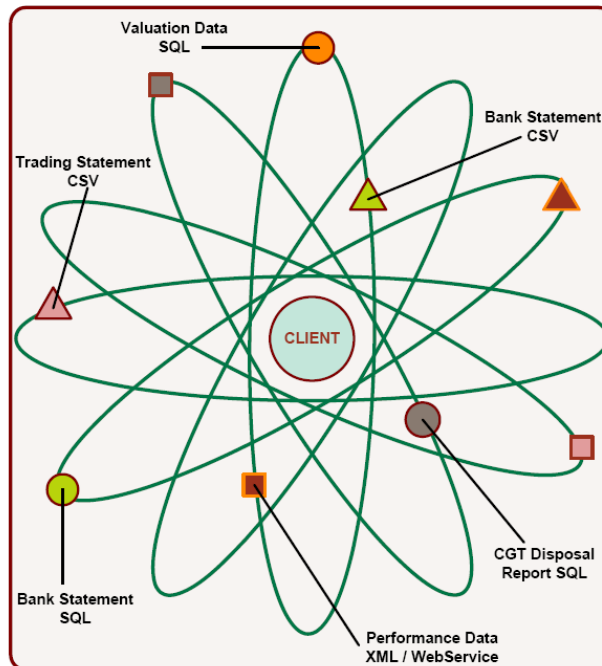 Valuation Data
SQL
Bank Statement
CSV
Trading Statement
CSV
CLIENT
CGT Disposal
Report SQL
Bank Statement
SQL
Performance Data
XML / WebService